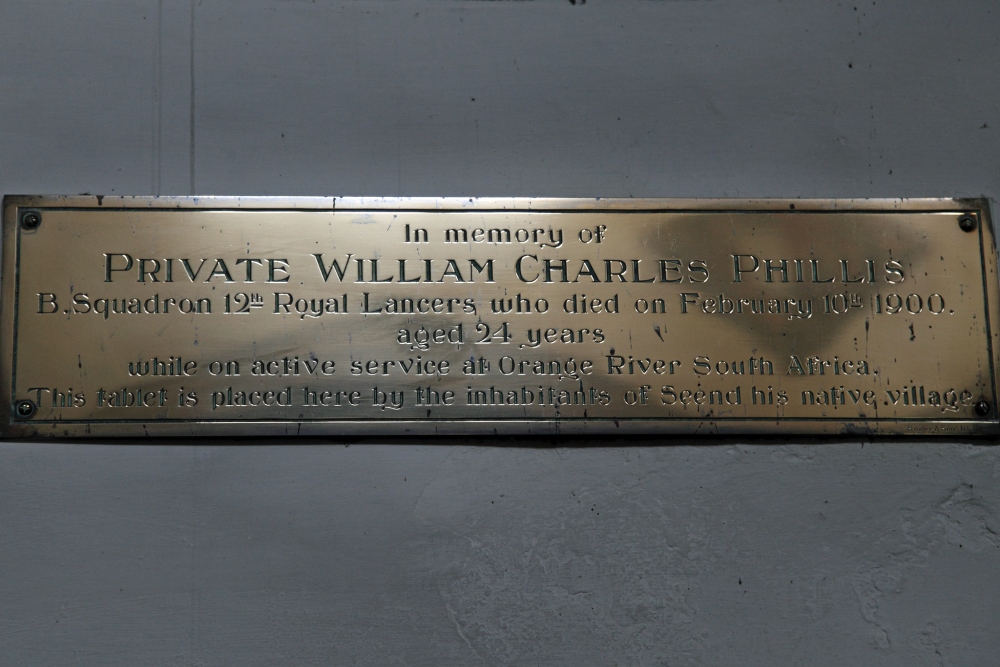 In memory of
PRIVATE WILLIAM CHARLES PHILLIS
B. Squadron 12th Royal Lancers who died on February 10th 1900.
aged 24 years
while on active service at Orange River South Africa.
This tablet is placed here by the inhabitants of Seend his native village.